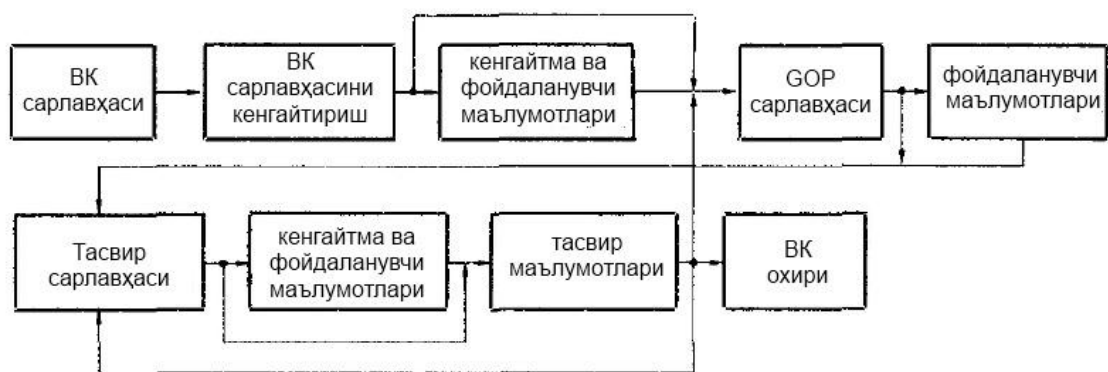 ВК
сарлавҳаси
ВК
сарлавҳасини
кенгайтириш
кенгайтма ва
фойдаланувчи
маълумотлари
GOP
сарлавҳаси
фойдаланувчи
маълумотлари
Тасвир
сарлавҳаси
кенгайтма ва
фойдаланувчи
маълумотлари
тасвир
маълумотлари
ВК
охири